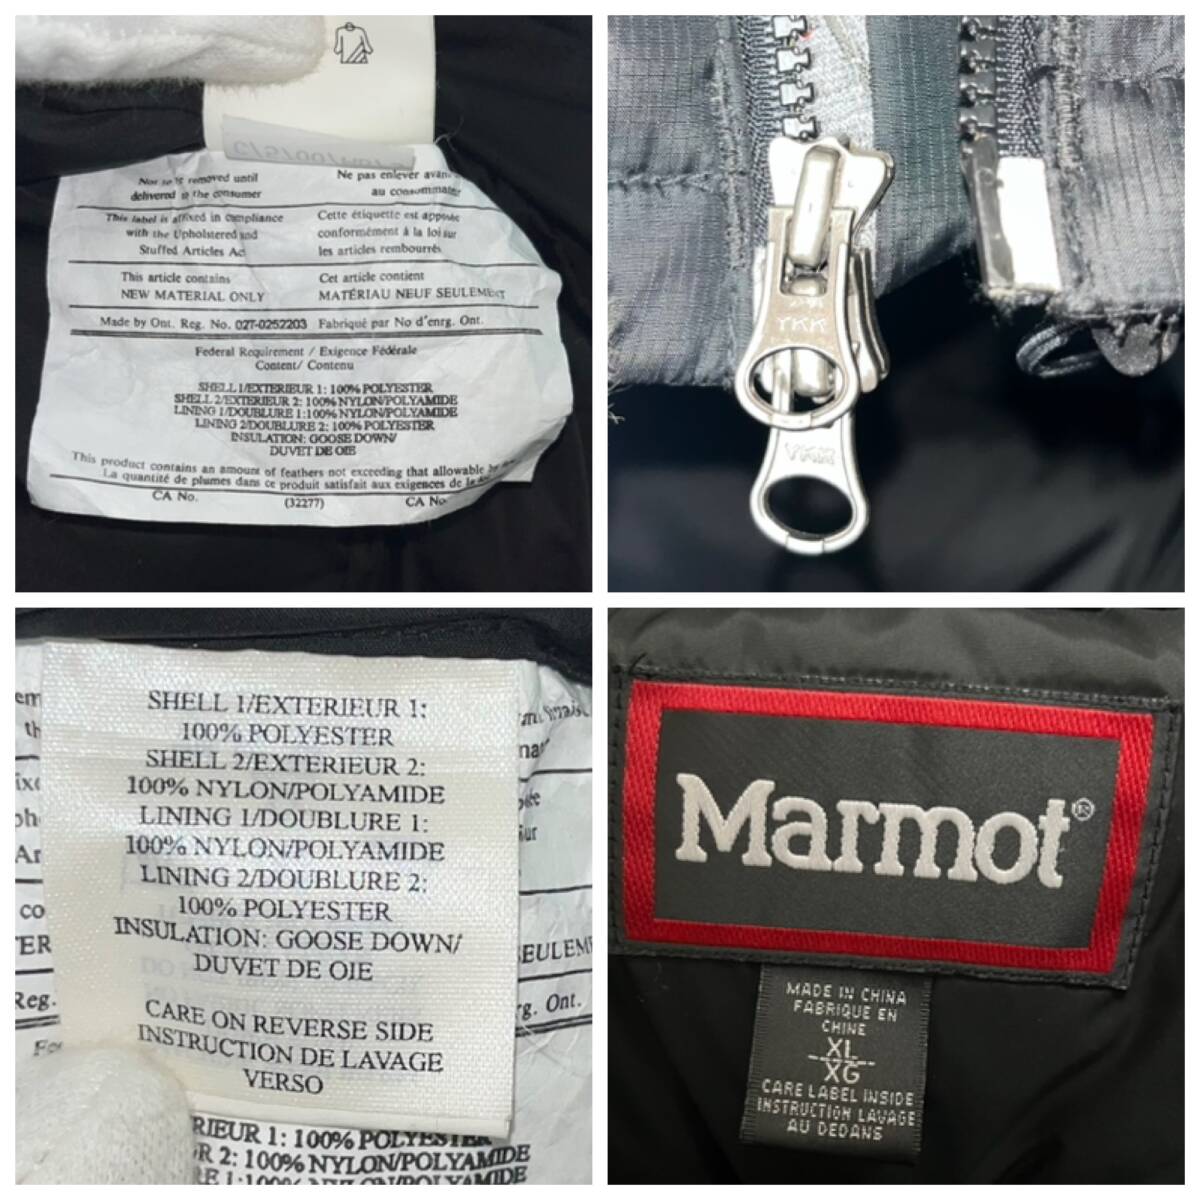 Not to be removed until
delivered to the consumer
Ne pas enlever avant
au consommateur
This label is affixed in compliance
with the Upholstered and
Stuffed Articles Act
Cette étiquette est apposée
conformément à la loi sur
les articles rembourrés
This article contains
NEW MATERIAL ONLY
Cet article contient
MATÉRIAU NEUF SEULEMENT
Made by Ont. Reg. No. 027-0252203 Fabriqué par No d'enrg. Ont.
Federal Requirement / Exigence Fédérale
Content/ Contenu
SHELL 1/EXTERIEUR 1: 100% POLYESTER
SHELL 2/EXTERIEUR 2: 100% NYLON/POLYAMIDE
LINING 1/DOUBLURE 1:100% NYLON/POLYAMIDE
LINING 2/DOUBLURE 2: 100% POLYESTER
INSULATION: GOOSE DOWN/
DUVET DE OIE
This product contains an amount of feathers not exceeding that allowable
La quantité de plumes dans ce produit satisfait aux exigences de
CA No. (32277) CA No
YKK
YKK
SHELL 1/EXTERIEUR 1:
100% POLYESTER
SHELL 2/EXTERIEUR 2:
100% NYLON/POLYAMIDE
LINING 1/DOUBLURE 1:
100% NYLON/POLYAMIDE
LINING 2/DOUBLURE 2:
100% POLYESTER
INSULATION: GOOSE DOWN/
DUVET DE OIE
CARE ON REVERSE SIDE
INSTRUCTION DE LAVAGE
VERSO
Reg.
rg. Ont.
RIEUR 1: 100% POLYESTER
R 2: 100% NYLON/POLYAMIDE
Marmot®
MADE IN CHINA
FABRIQUE EN
CHINE
XL
XG
CARE LABEL INSIDE
INSTRUCTION LAVAGE
AU DEDANS